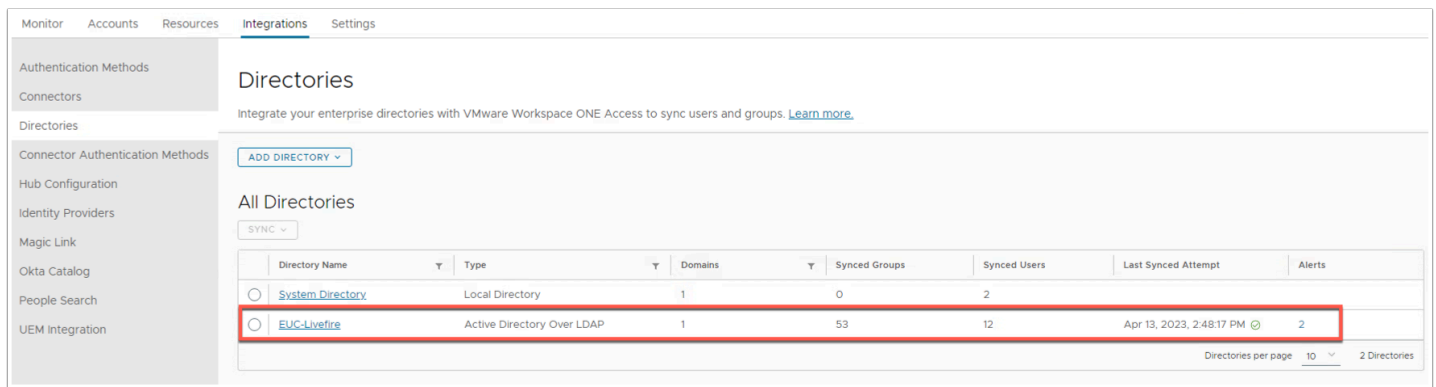 Monitor Accounts Resources Integrations Settings
Authentication Methods
Connectors
Directories
Connector Authentication Methods
Hub Configuration
Identity Providers
Magic Link
Okta Catalog
People Search
UEM Integration
Directories
Integrate your enterprise directories with VMware Workspace ONE Access to sync users and groups. Learn more.
ADD DIRECTORY
All Directories
SYNC
Directory Name Type Domains Synced Groups Synced Users Last Synced Attempt Alerts
System Directory Local Directory 1 0 2
EUC-Livefire Active Directory Over LDAP 1 53 12 Apr 13, 2023, 2:48:17 PM 2
Directories per page 10 2 Directories